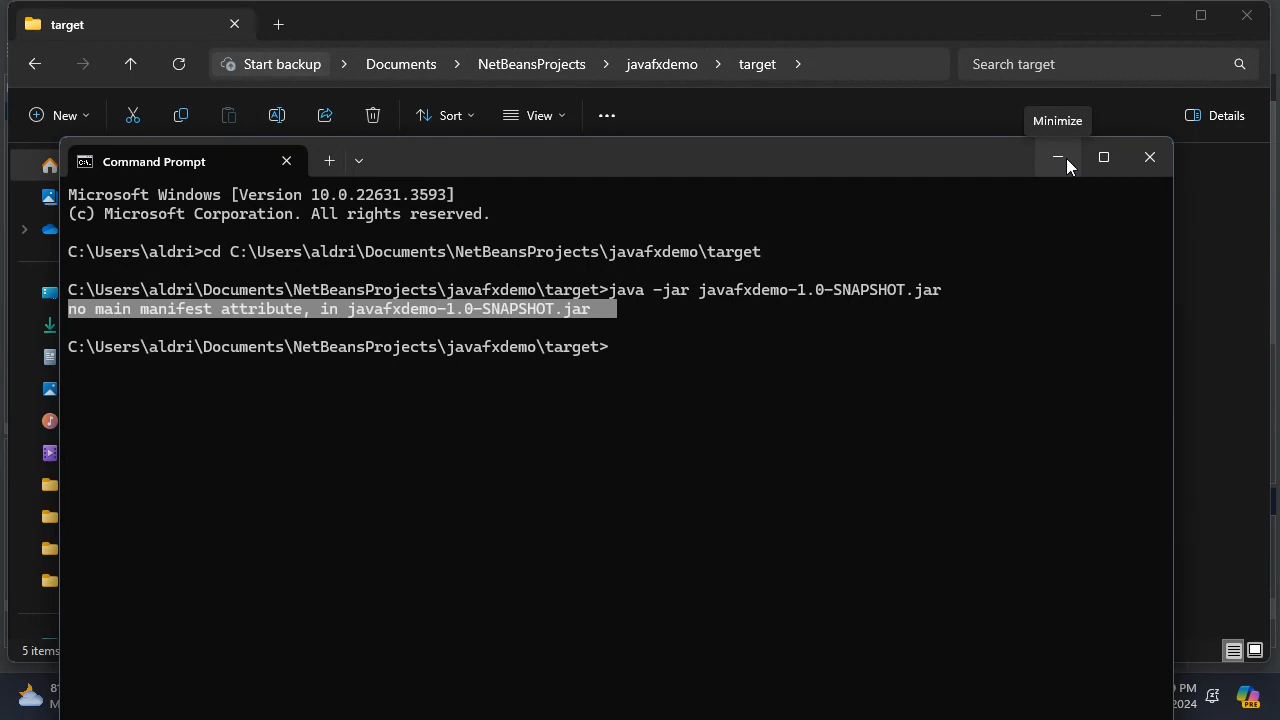 target
Start backup
Documents
NetBeansProjects
javafxdemo
target
Search target
New
Sort
View
Details
Minimize
Command Prompt
Microsoft Windows [Version 10.0.22631.3593]
(c) Microsoft Corporation. All rights reserved.
C:\Users\aldri>cd C:\Users\aldri\Documents\NetBeansProjects\javafxdemo\target
C:\Users\aldri\Documents\NetBeansProjects\javafxdemo\target>java -jar javafxdemo-1.0-SNAPSHOT.jar
no main manifest attribute, in javafxdemo-1.0-SNAPSHOT.jar
C:\Users\aldri\Documents\NetBeansProjects\javafxdemo\target>
5 items
PM
2024
PRE